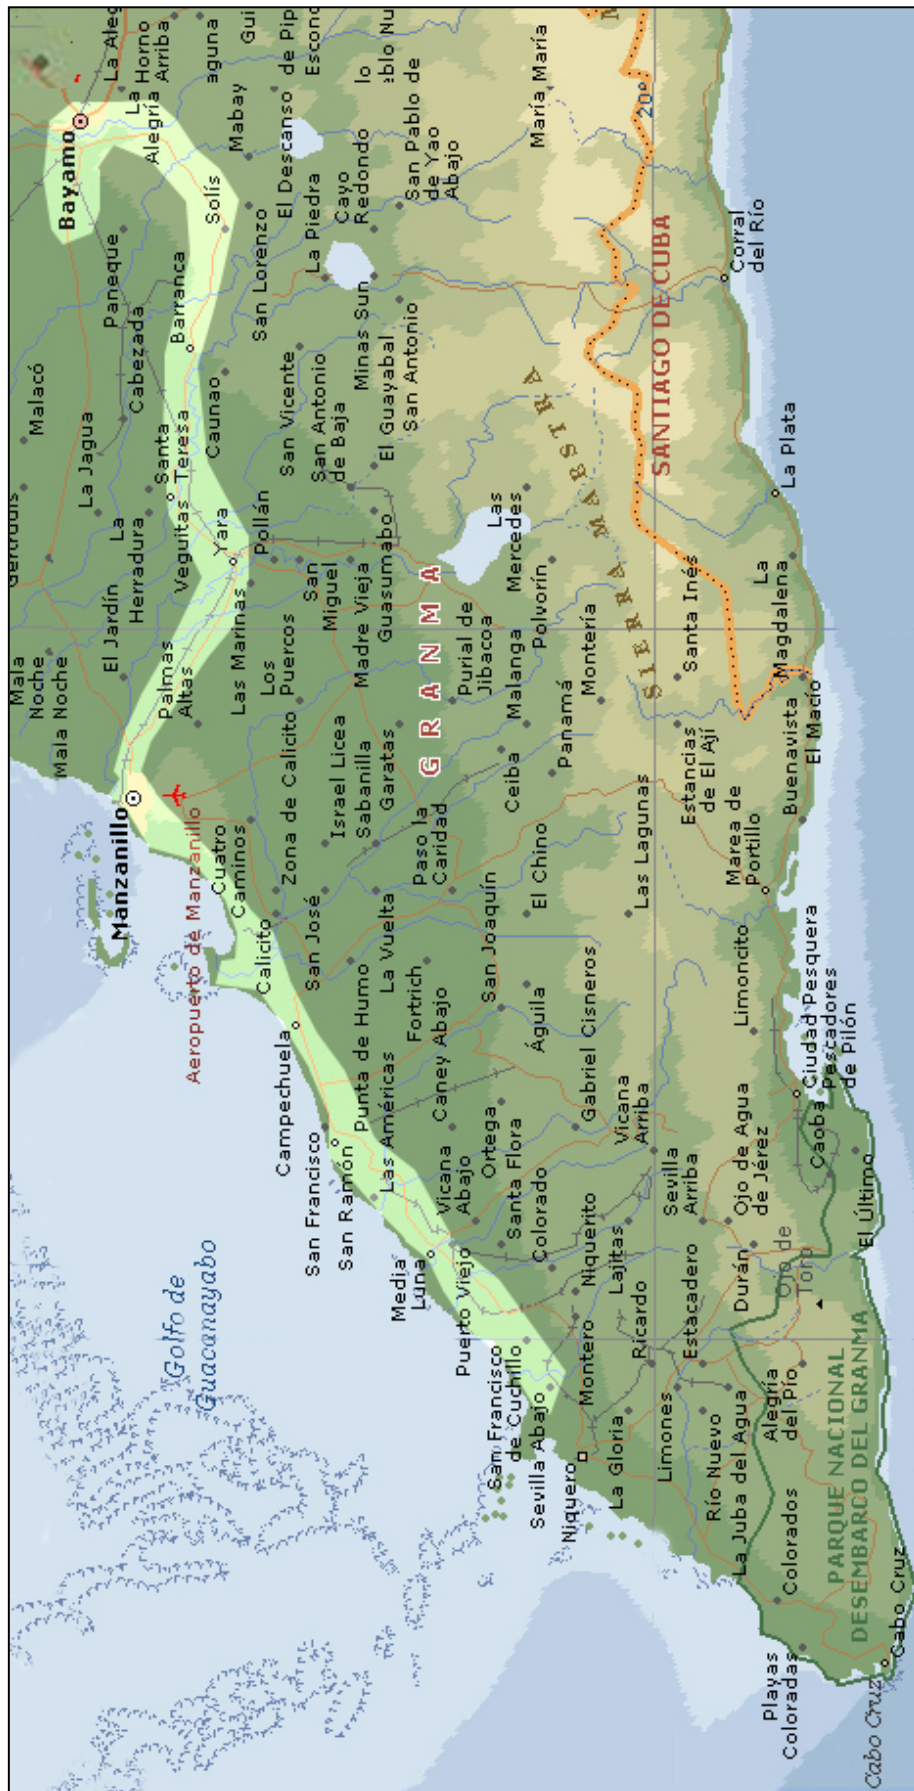 Mala
Noche
Malacó
Mala Noche
Bayamo
La Jagua
El Jardín
Paneque
La
Herradura
La Aleg
Manzanillo
Cabezada
La Horno
Arriba
Palmas
Altas
Santa
Teresa
Barranca
Alegría
Veguitas
Golfo de
Guacanayabo
Aeropuerto de Manzanillo
Cuatro
Caminos
Yara
Caunao
Solís
Las Marinas
Mabay
Calicito
Pollán
San Lorenzo
Los
Puercos
Campechuela
Zona de Calicito
San Vicente
El Descanso
de Pip
San Francisco
San José
San
Miguel
San Antonio
de Baja
La Piedra
San Ramón
Israel Licea
Cayo
Redondo
Punta de Humo
Sabanilla
Madre Vieja
Minas Sun
Las Américas
La Vuelta
Garatas
Guasumabo
El Guayabal
Media
Luna
Fortrich
Paso la
Caridad
San Antonio
San Pablo de
de Yao
Abajo
GRANMA
Vicana
Abajo
Caney Abajo
Puerto Viejo
Purial de
Jibacoa
Ortega
San Joaquín
Las
Mercedes
San Francisco
de Cuchillo
Santa Flora
Ceiba
Malanga
Sevilla Abajo
Colorado
Águila
El Chino
Polvorín
María María
Niquero
Panamá
Montero
Niquerito
Gabriel Cisneros
Montería
SIERRA MABSTRA
La Gloria
Lajitas
Vicana
Arriba
Las Lagunas
Ricardo
20°
SANTIAGO DE CUBA
Limones
Estacadero
Sevilla
Arriba
Estancias
de El Ají
Santa Inés
Río Nuevo
La Juba del Agua
Durán
Ojo de Agua
de Jérez
Limoncito
Marea de
Portillo
Corral
del Río
Alegría
del Pío
Ojo de
Toro
La
Magdalena
La Plata
Playas
Coloradas
Colorados
Buenavista
Ciudad Pesquera
Pescadores
de Pilón
El Macío
Caoba
PARQUE NACIONAL
DESEMBARCO DEL GRANMA
El Último
Cabo Cruz
Cabo Cruz